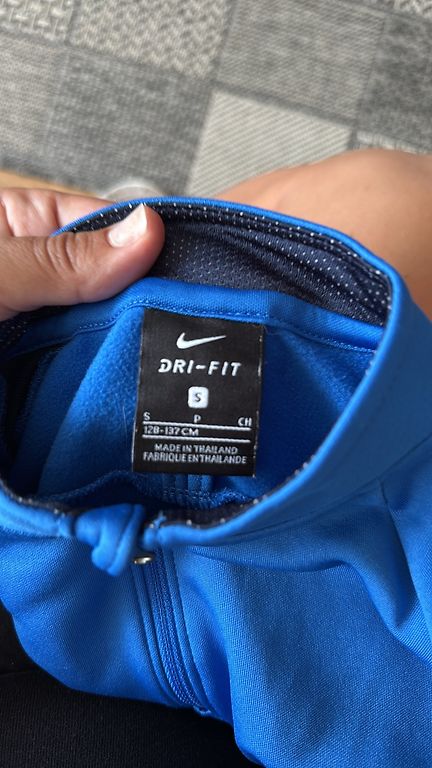 DRI-FIT
S
S P CH
128-137CM
MADE IN THAILAND
FABRIQUE EN THAILANDE